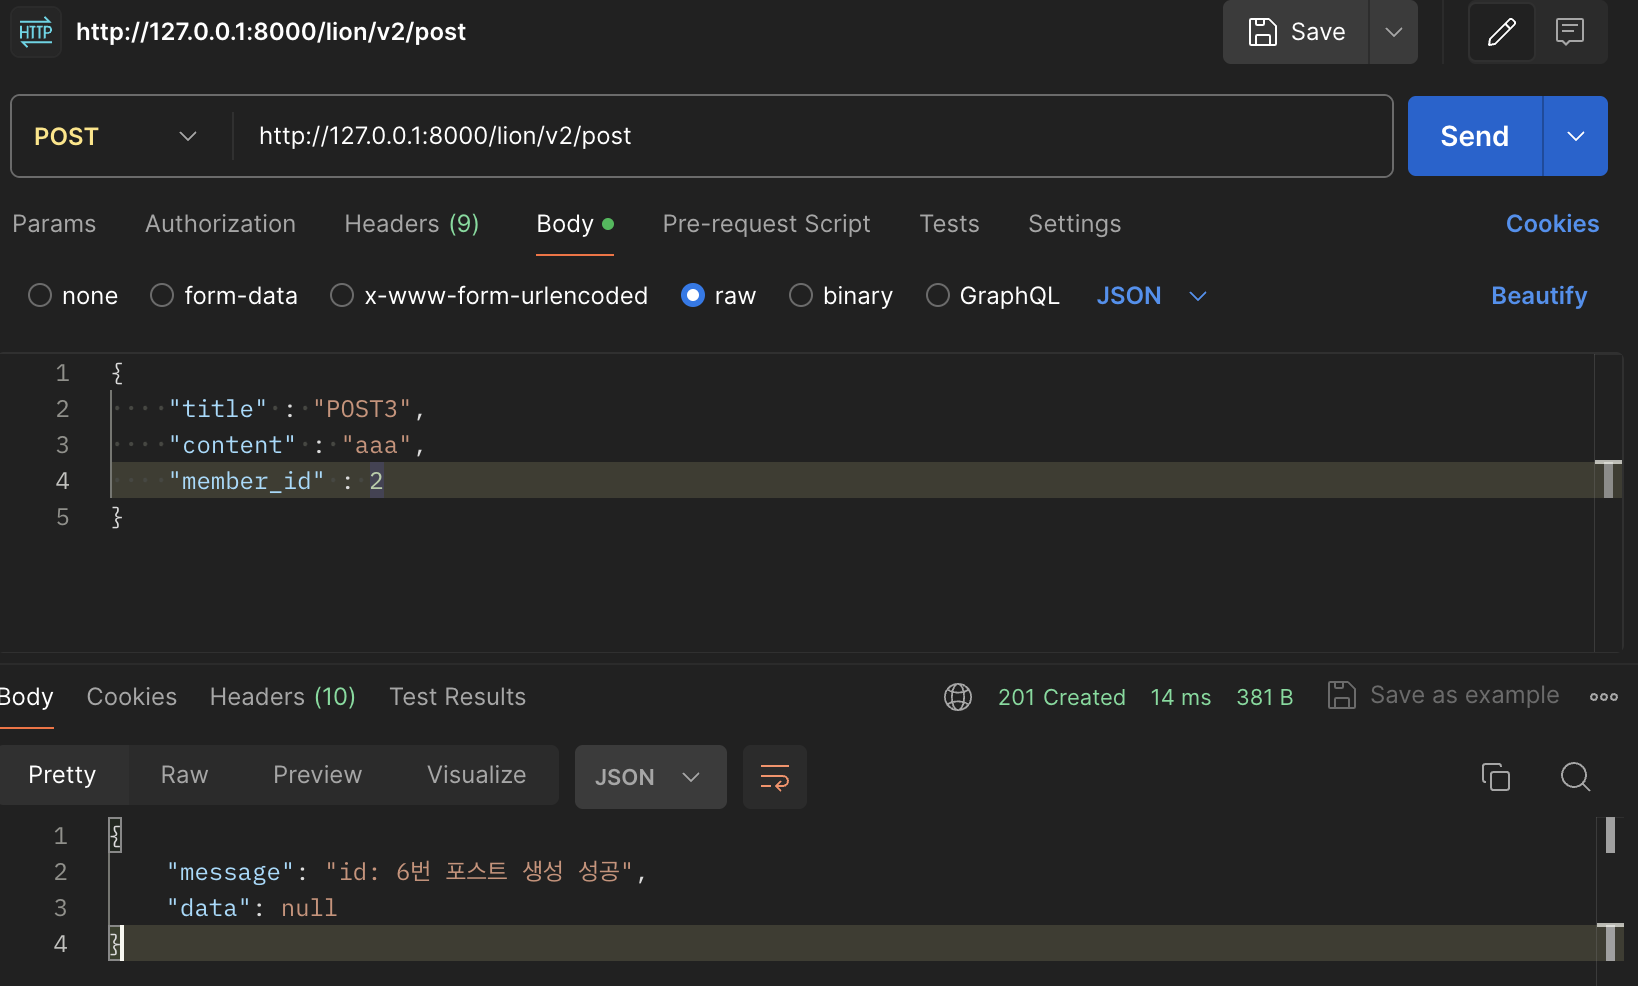 HTTP http://127.0.0.1:8000/lion/v2/post Save
POST http://127.0.0.1:8000/lion/v2/post Send
Params Authorization Headers (9) Body Pre-request Script Tests Settings Cookies
none form-data x-www-form-urlencoded raw binary GraphQL JSON Beautify
1 {
2 "title" : "POST3",
3 "content" : "aaa",
4 "member_id" : 2
5 }
Body Cookies Headers (10) Test Results 201 Created 14 ms 381 B Save as example
Pretty Raw Preview Visualize JSON
1 {
2 "message": "id: 6번 포스트 생성 성공",
3 "data": null
4 }